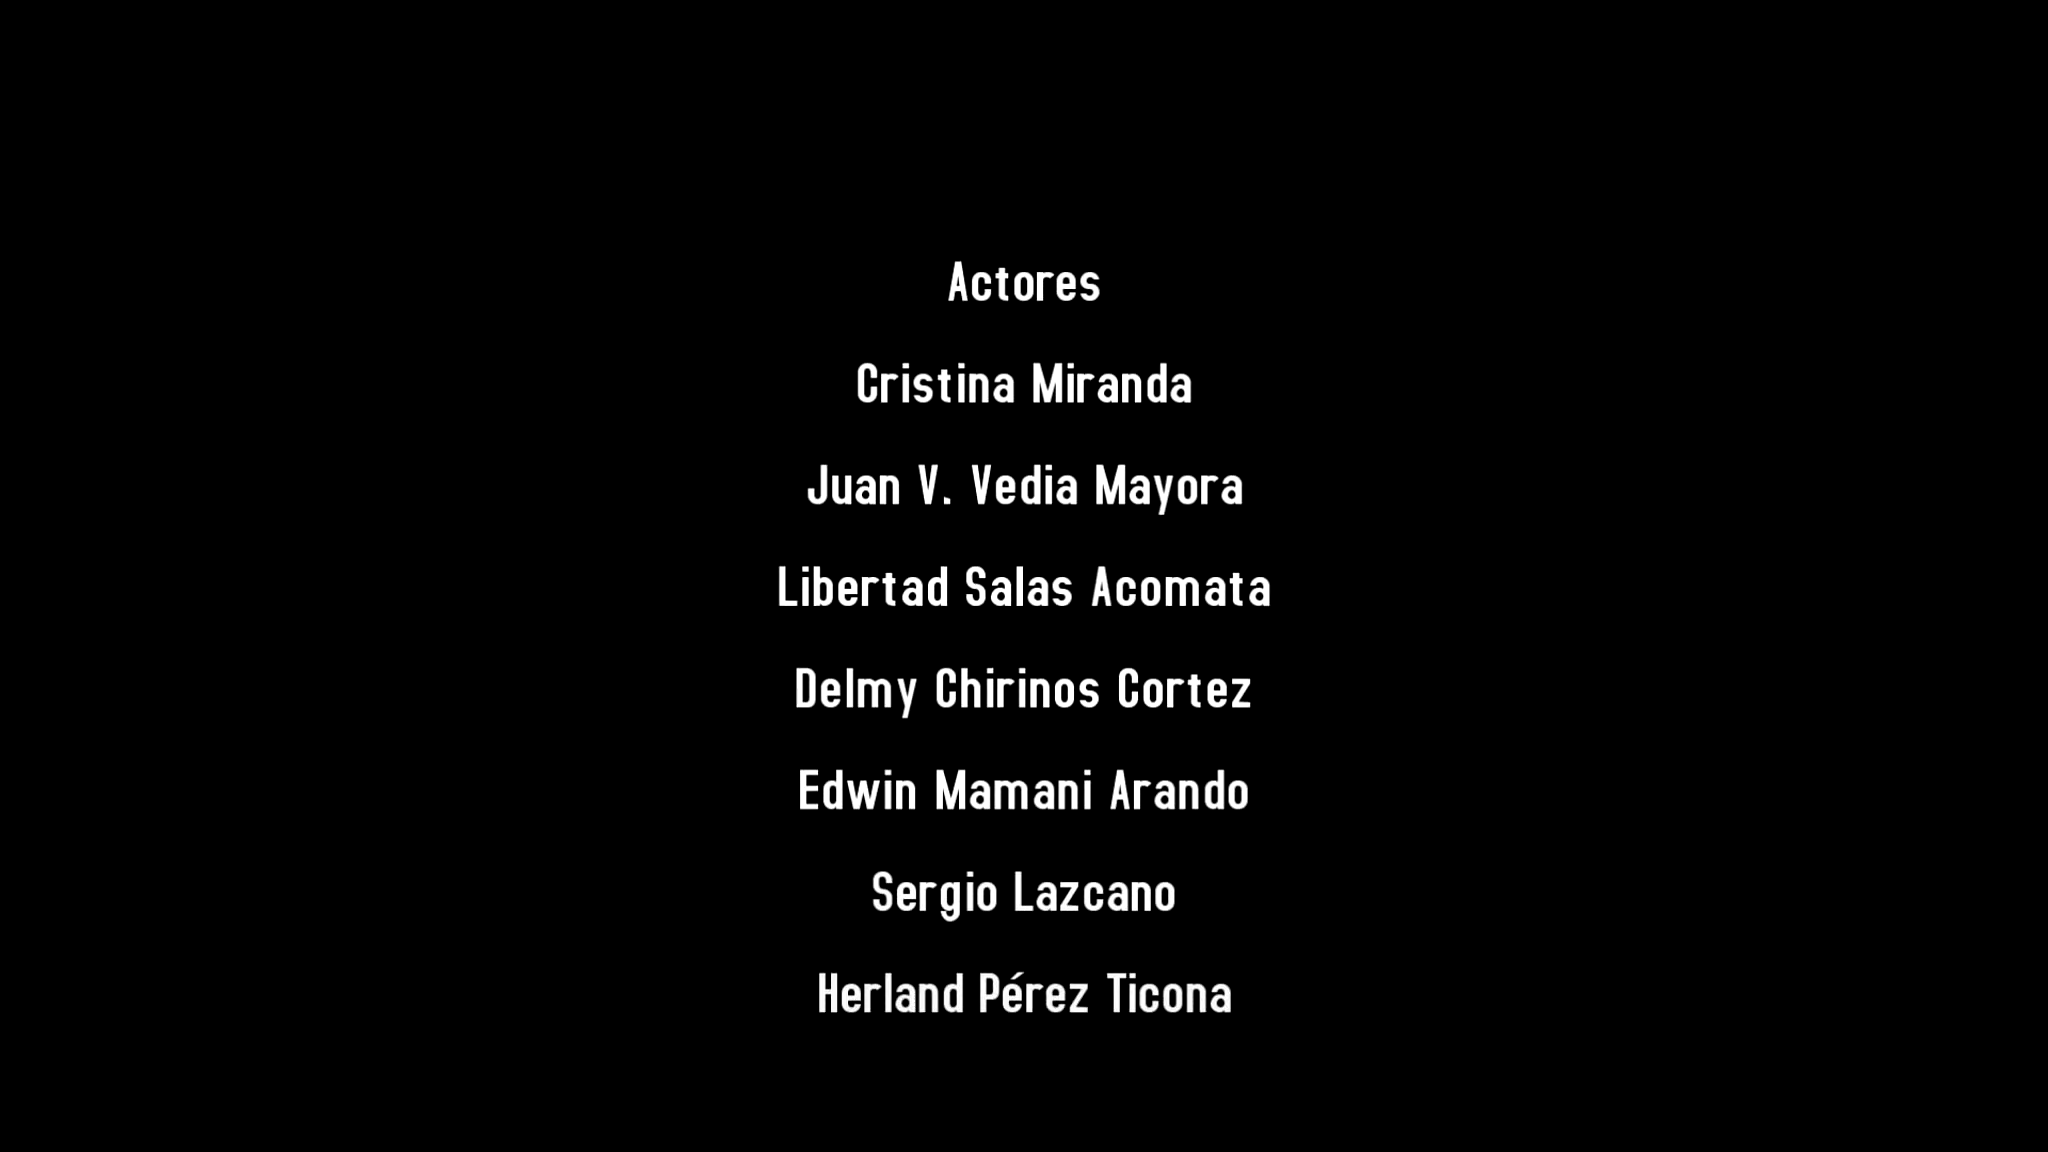 Actores
Cristina Miranda
Juan V. Vedia Mayora
Libertad Salas Acomata
Delmy Chirinos Cortez
Edwin Mamani Arando
Sergio Lazcano
Herland Pérez Ticona